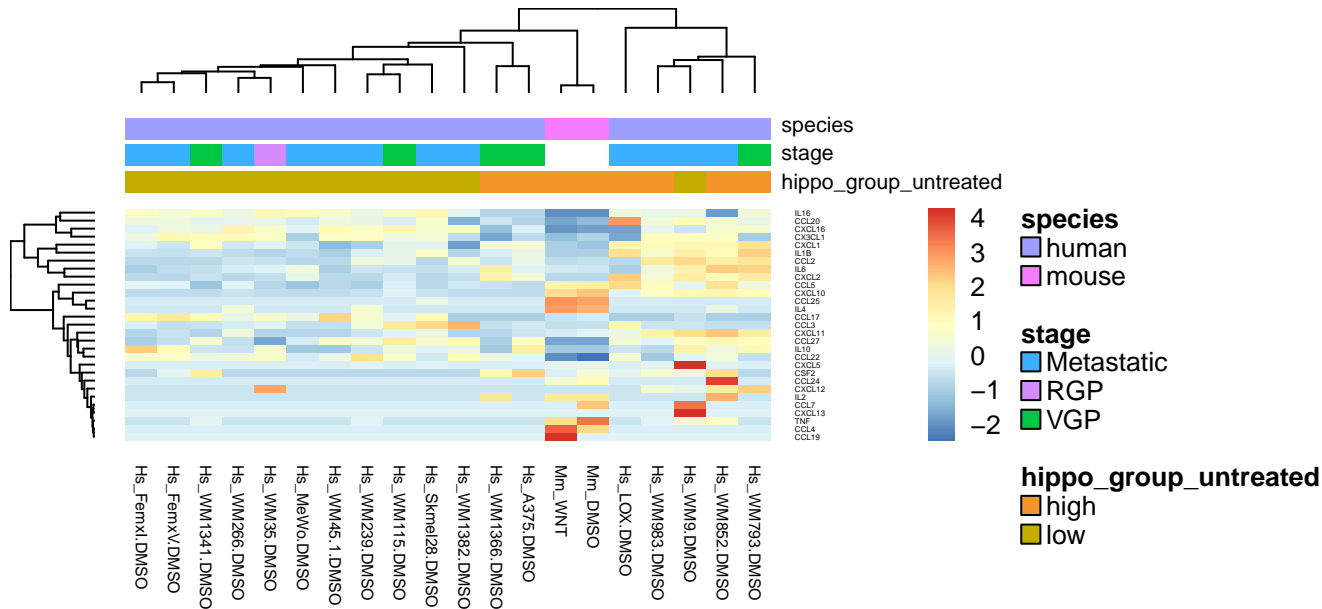 species
stage
hippo_group_untreated
IL16
CCL20
CXCL16
CX3CL1
CXCL1
IL1B
CCL2
IL6
CXCL2
CCL5
CXCL10
CCL25
IL4
CCL17
CCL3
CXCL11
CCL27
IL10
CCL22
CXCL5
CSF2
CCL24
CXCL12
IL2
CCL7
CXCL13
TNF
CCL4
CCL19
Hs_FemxI.DMSO
Hs_FemxV.DMSO
Hs_WM1341.DMSO
Hs_WM266.DMSO
Hs_WM35.DMSO
Hs_MeWo.DMSO
Hs_WM45.1.DMSO
Hs_WM239.DMSO
Hs_WM115.DMSO
Hs_Skmel28.DMSO
Hs_WM1382.DMSO
Hs_WM1366.DMSO
Hs_A375.DMSO
Mm_WNT
Mm_DMSO
Hs_LOX.DMSO
Hs_WM983.DMSO
Hs_WM9.DMSO
Hs_WM852.DMSO
Hs_WM793.DMSO
4
3
2
1
0
−1
−2
species
human
mouse
stage
Metastatic
RGP
VGP
hippo_group_untreated
high
low